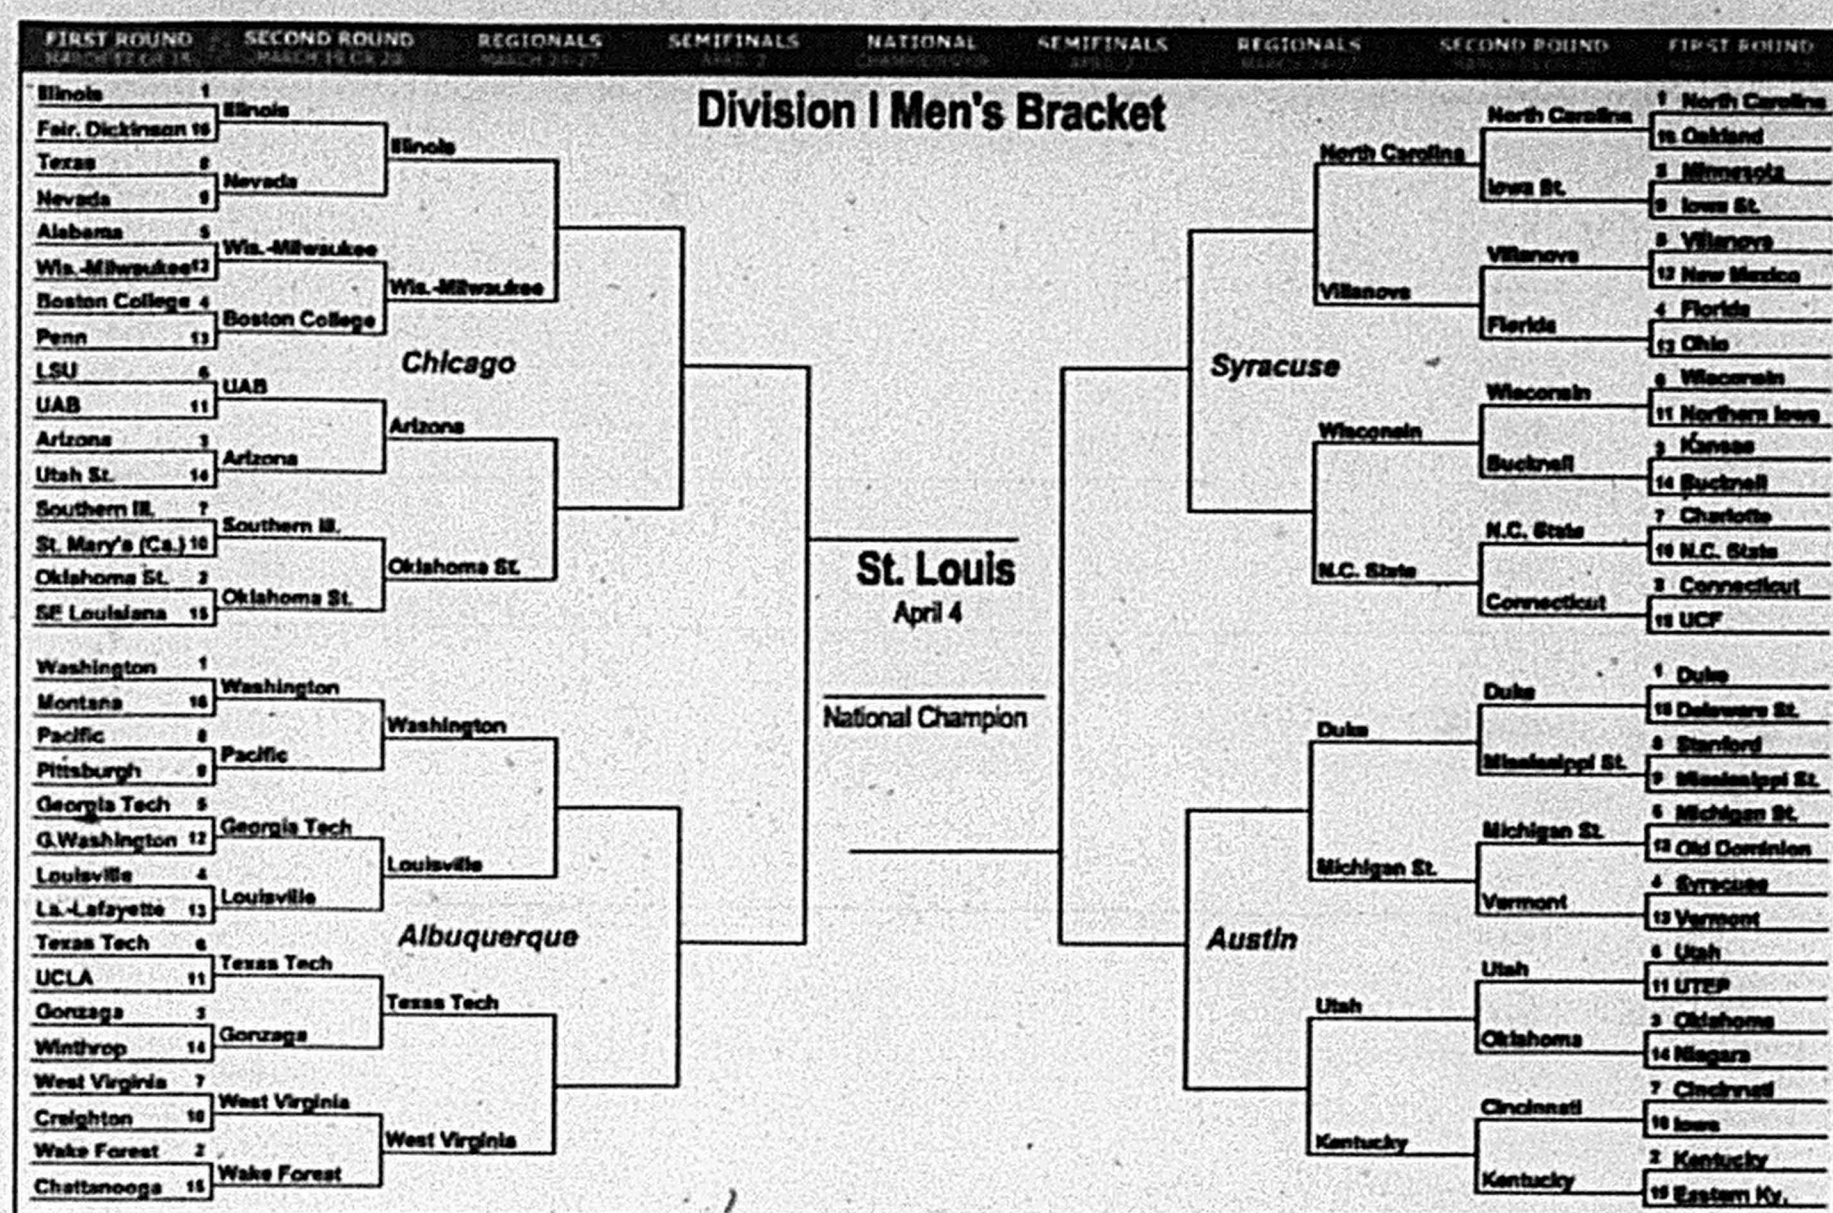 FIRST ROUND SECOND ROUND REGIONALS SEMIFINALS NATIONAL SEMIFINALS REGIONALS SECOND ROUND FIRST ROUND
Division I Men's Bracket
Illinois 1
Fair. Dickinson 16
Texas 8
Nevada 9
Alabama 5
Wis.-Milwaukee
Boston College 4
Penn 13
LSU 6
UAB 11
Arizona 3
Utah St. 14
Southern Ill. 7
St. Mary's (Ca.) 10
Oklahoma St. 2
SE Louisiana 15
Washington 1
Montana 16
Pacific 8
Pittsburgh 9
Georgia Tech 5
G.Washington 12
Louisville 4
La.-Lafayette 13
Texas Tech 6
UCLA 11
Gonzaga 3
Winthrop 14
West Virginia 7
Creighton 10
Wake Forest 2
Chattanooga 15
Illinois
Nevada
Wis.-Milwaukee
Boston College
UAB
Arizona
Southern Ill.
Oklahoma St.
Washington
Pacific
Georgia Tech
Louisville
Texas Tech
Gonzaga
West Virginia
Wake Forest
Illinois
Wis.-Milwaukee
Chicago
Arizona
Oklahoma St.
Washington
Louisville
Albuquerque
Texas Tech
West Virginia
St. Louis
April 4
National Champion
North Carolina
Villanova
Syracuse
Wisconsin
N.C. State
Duke
Michigan St.
Austin
Utah
Kentucky
North Carolina
Iowa St.
Villanova
Florida
Wisconsin
Bucknell
N.C. State
Connecticut
Duke
Mississippi St.
Michigan St.
Vermont
Utah
Oklahoma
Cincinnati
Kentucky
1 North Carolina
16 Oakland
8 Minnesota
9 Iowa St.
5 Villanova
12 New Mexico
4 Florida
13 Ohio
6 Wisconsin
11 Northern Iowa
3 Kansas
14 Bucknell
7 Charlotte
10 N.C. State
2 Connecticut
15 UCF
1 Duke
16 Delaware St.
8 Stanford
9 Mississippi St.
5 Michigan St.
12 Old Dominion
4 Syracuse
13 Vermont
6 Utah
11 UTEP
3 Oklahoma
14 Niagara
7 Cincinnati
10 Iowa
2 Kentucky
15 Eastern Ky.